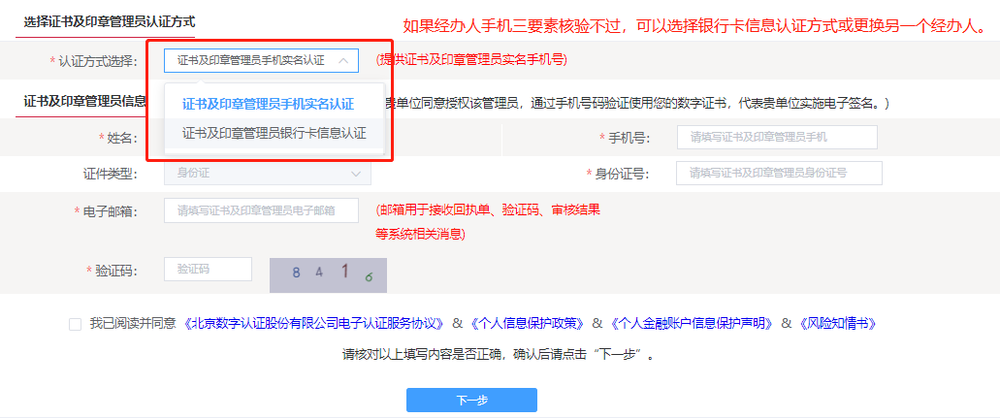 选择证书及印章管理员认证方式
如果经办人手机三要素核验不过，可以选择银行卡信息认证方式或更换另一个经办人。
* 认证方式选择： 证书及印章管理员手机实名认证 (提供证书及印章管理员实名手机号)
证书及印章管理员手机实名认证
证书及印章管理员银行卡信息认证
证书及印章管理员信息 贵单位同意授权该管理员，通过手机号码验证使用您的数字证书，代表贵单位实施电子签名。)
* 姓名： * 手机号： 请填写证书及印章管理员手机
证件类型： 身份证 * 身份证号： 请填写证书及印章管理员身份证号
* 电子邮箱： 请填写证书及印章管理员电子邮箱 (邮箱用于接收回执单、验证码、审核结果
等系统相关消息)
* 验证码： 验证码 8 4 1 6
我已阅读并同意 《北京数字认证股份有限公司电子认证服务协议》 & 《个人信息保护政策》 & 《个人金融账户信息保护声明》 & 《风险知情书》
请核对以上填写内容是否正确，确认后请点击“下一步”。
下一步